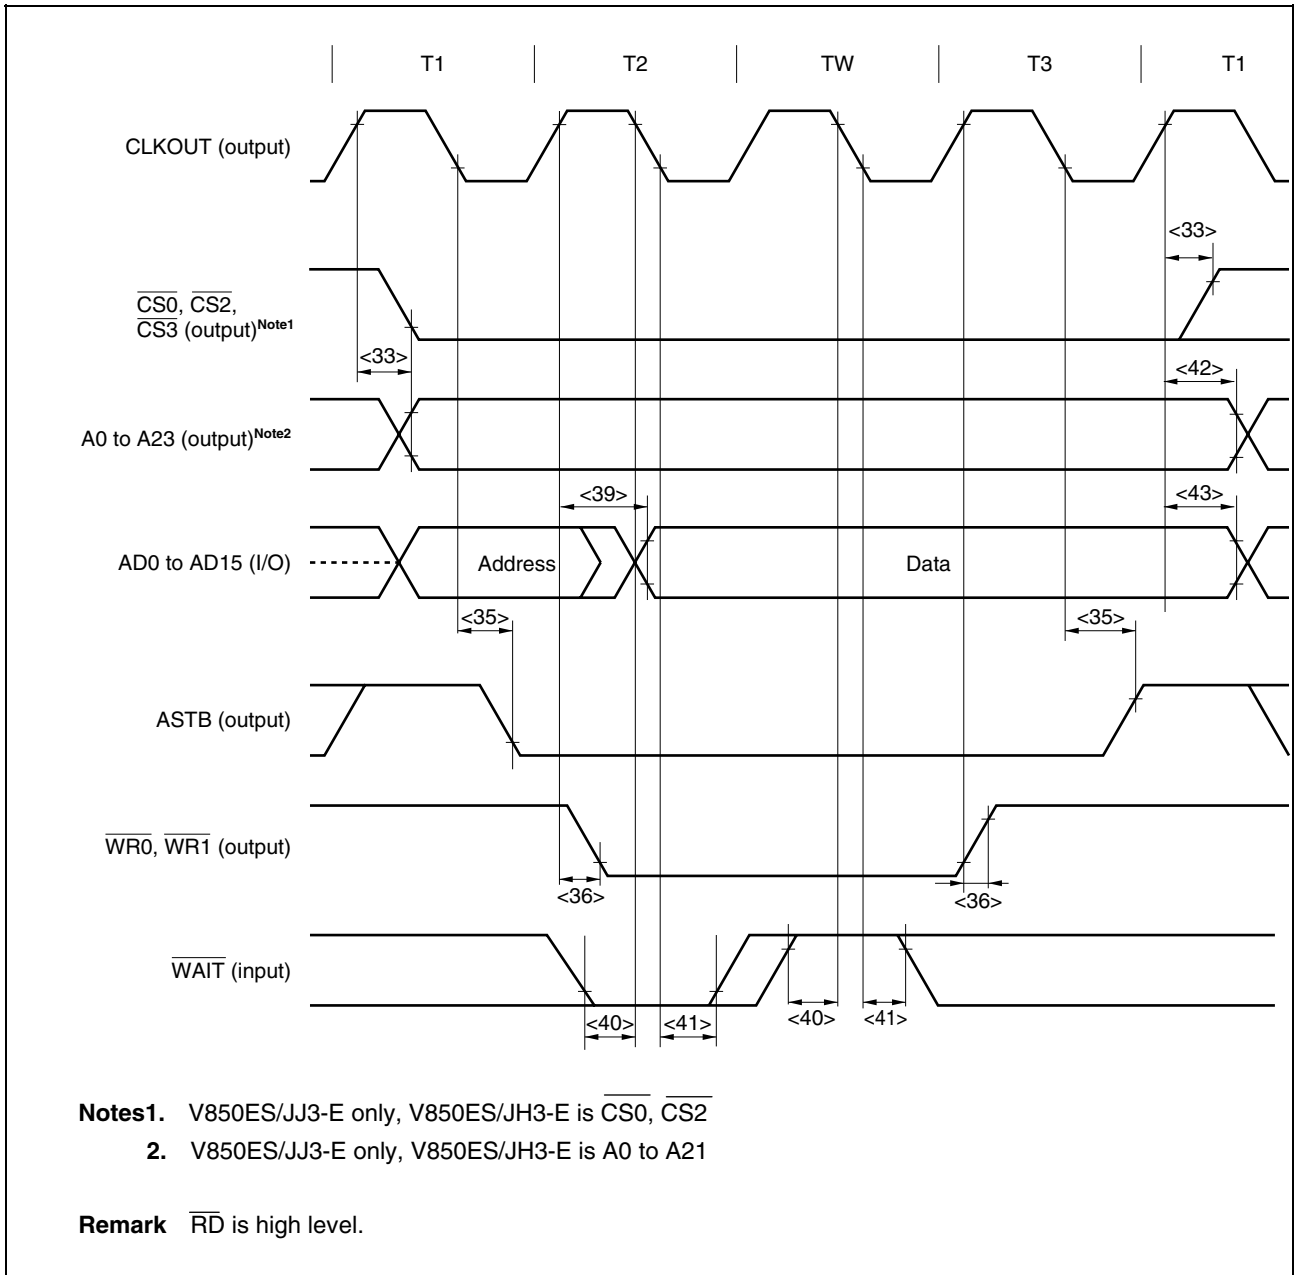 T1 T2 TW T3 T1
CLKOUT (output)
<33>
CS0, CS2,
CS3 (output)Note1
<33>
<42>
A0 to A23 (output)Note2
<39>
<43>
AD0 to AD15 (I/O)
Address
Data
<35>
<35>
ASTB (output)
WR0, WR1 (output)
<36>
<36>
WAIT (input)
<40>
<41>
<40>
<41>
Notes1. V850ES/JJ3-E only, V850ES/JH3-E is CS0, CS2
2. V850ES/JJ3-E only, V850ES/JH3-E is A0 to A21
Remark RD is high level.